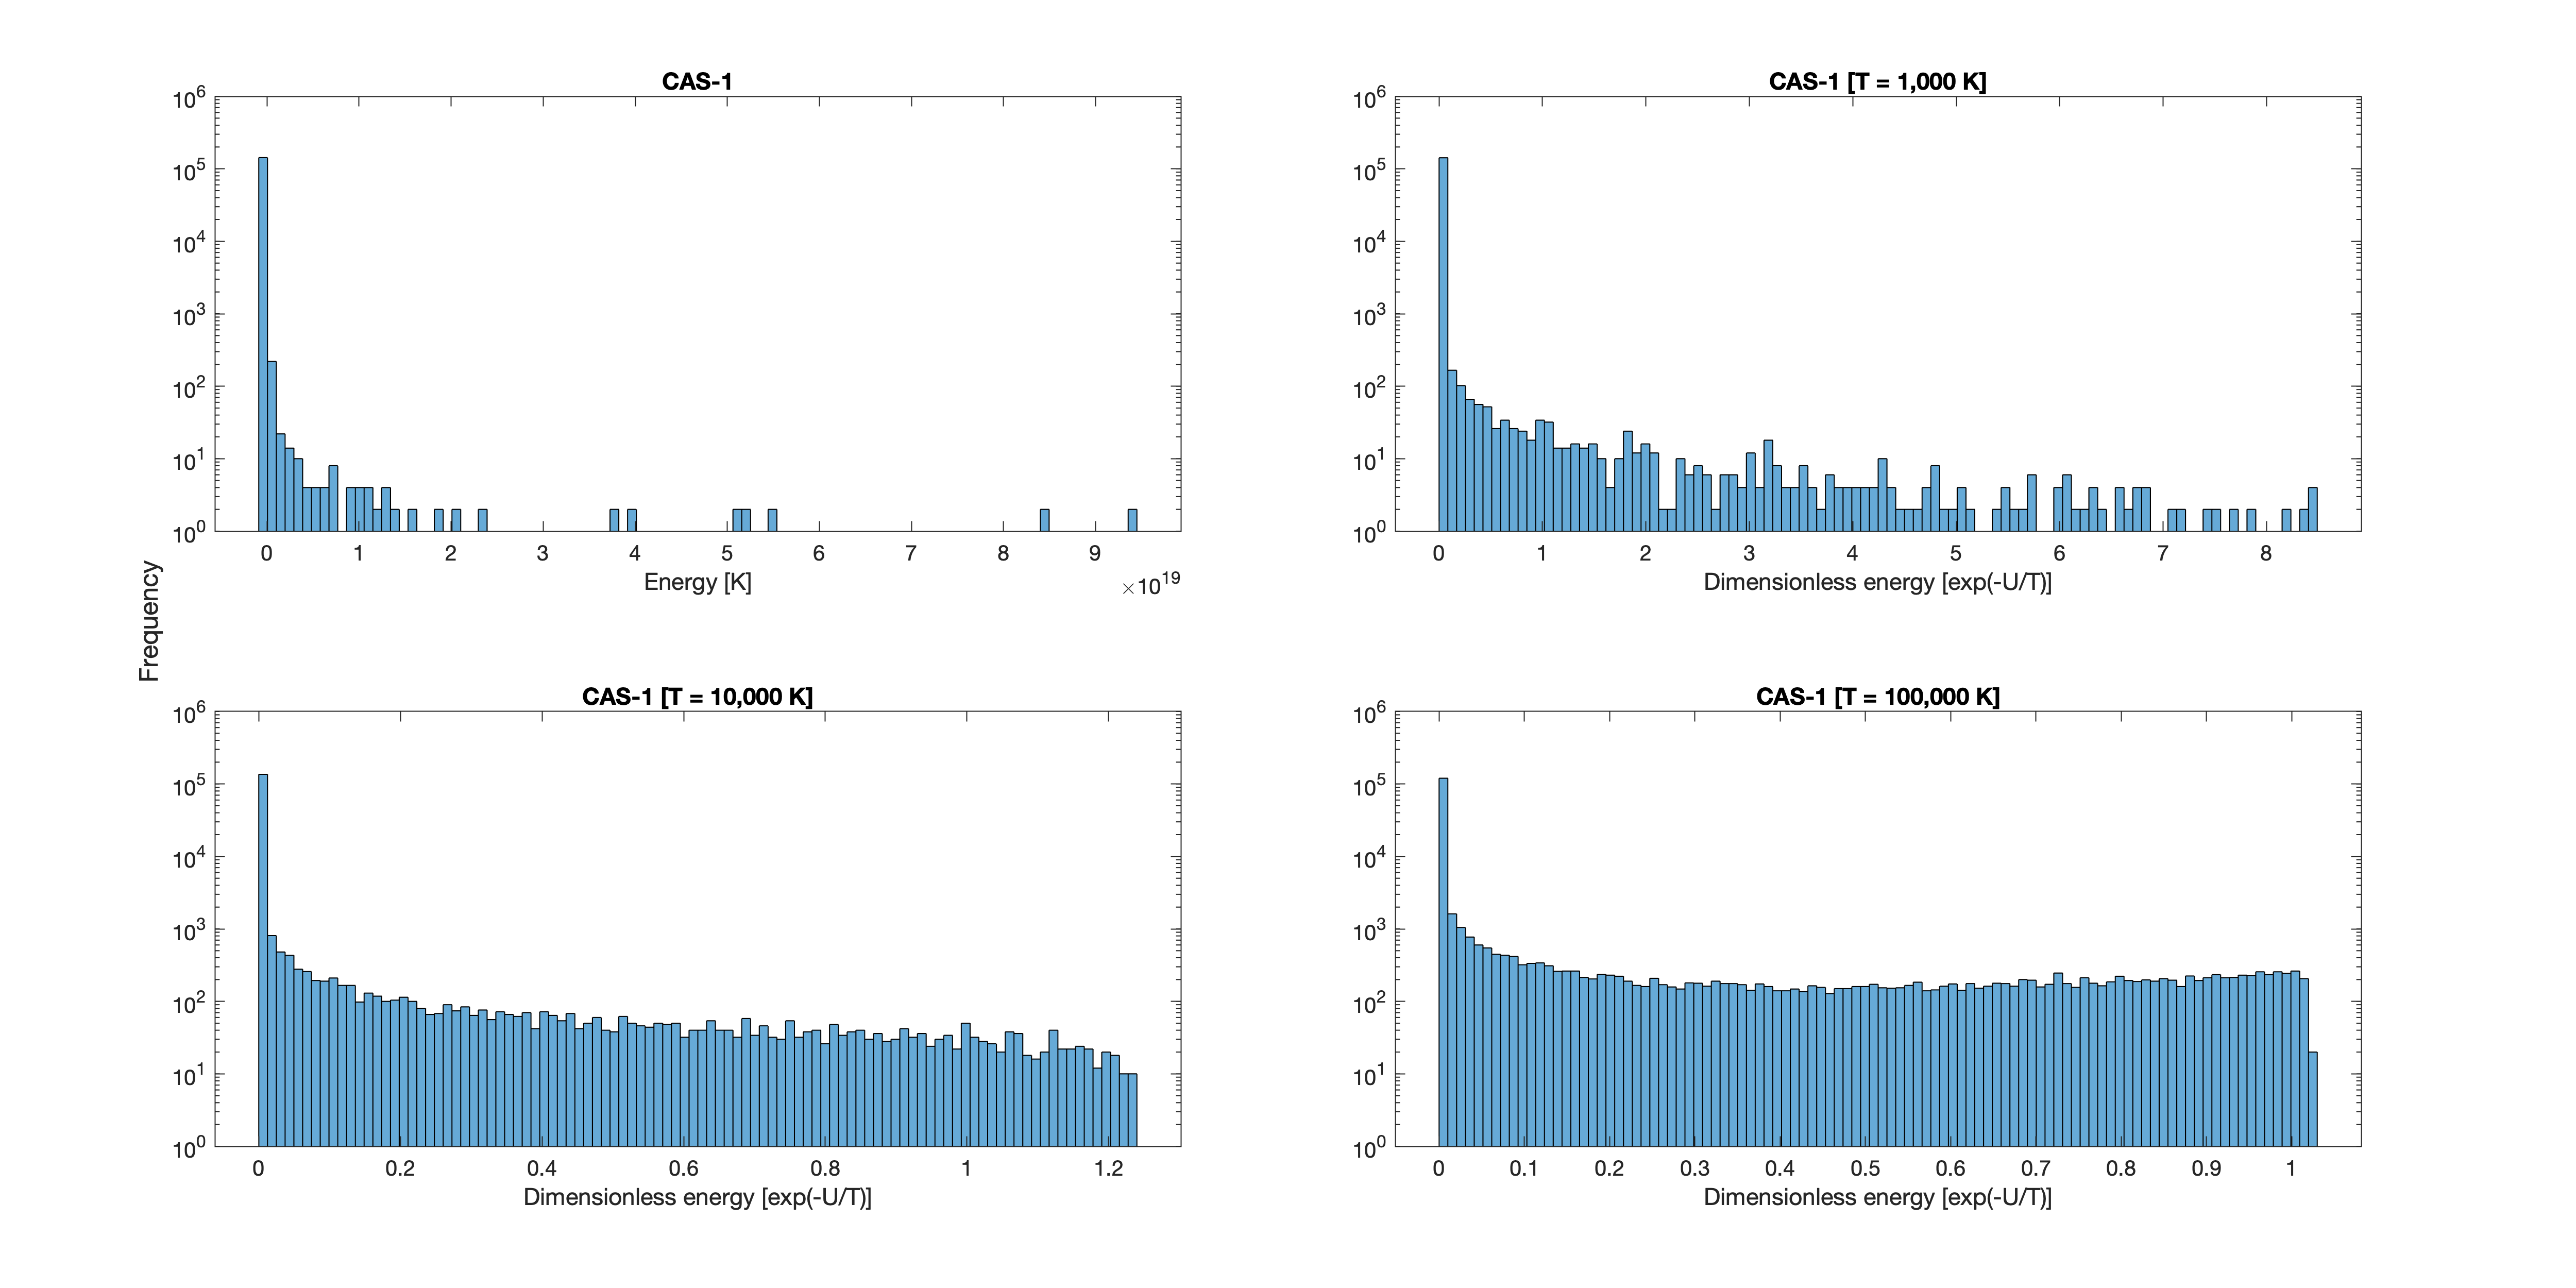 CAS-1
10^6
10^5
10^4
10^3
10^2
10^1
10^0
0 1 2 3 4 5 6 7 8 9
Energy [K]
×10^19
CAS-1 [T = 1,000 K]
10^6
10^5
10^4
10^3
10^2
10^1
10^0
0 1 2 3 4 5 6 7 8
Dimensionless energy [exp(-U/T)]
Frequency
CAS-1 [T = 10,000 K]
10^6
10^5
10^4
10^3
10^2
10^1
10^0
0 0.2 0.4 0.6 0.8 1 1.2
Dimensionless energy [exp(-U/T)]
CAS-1 [T = 100,000 K]
10^6
10^5
10^4
10^3
10^2
10^1
10^0
0 0.1 0.2 0.3 0.4 0.5 0.6 0.7 0.8 0.9 1
Dimensionless energy [exp(-U/T)]